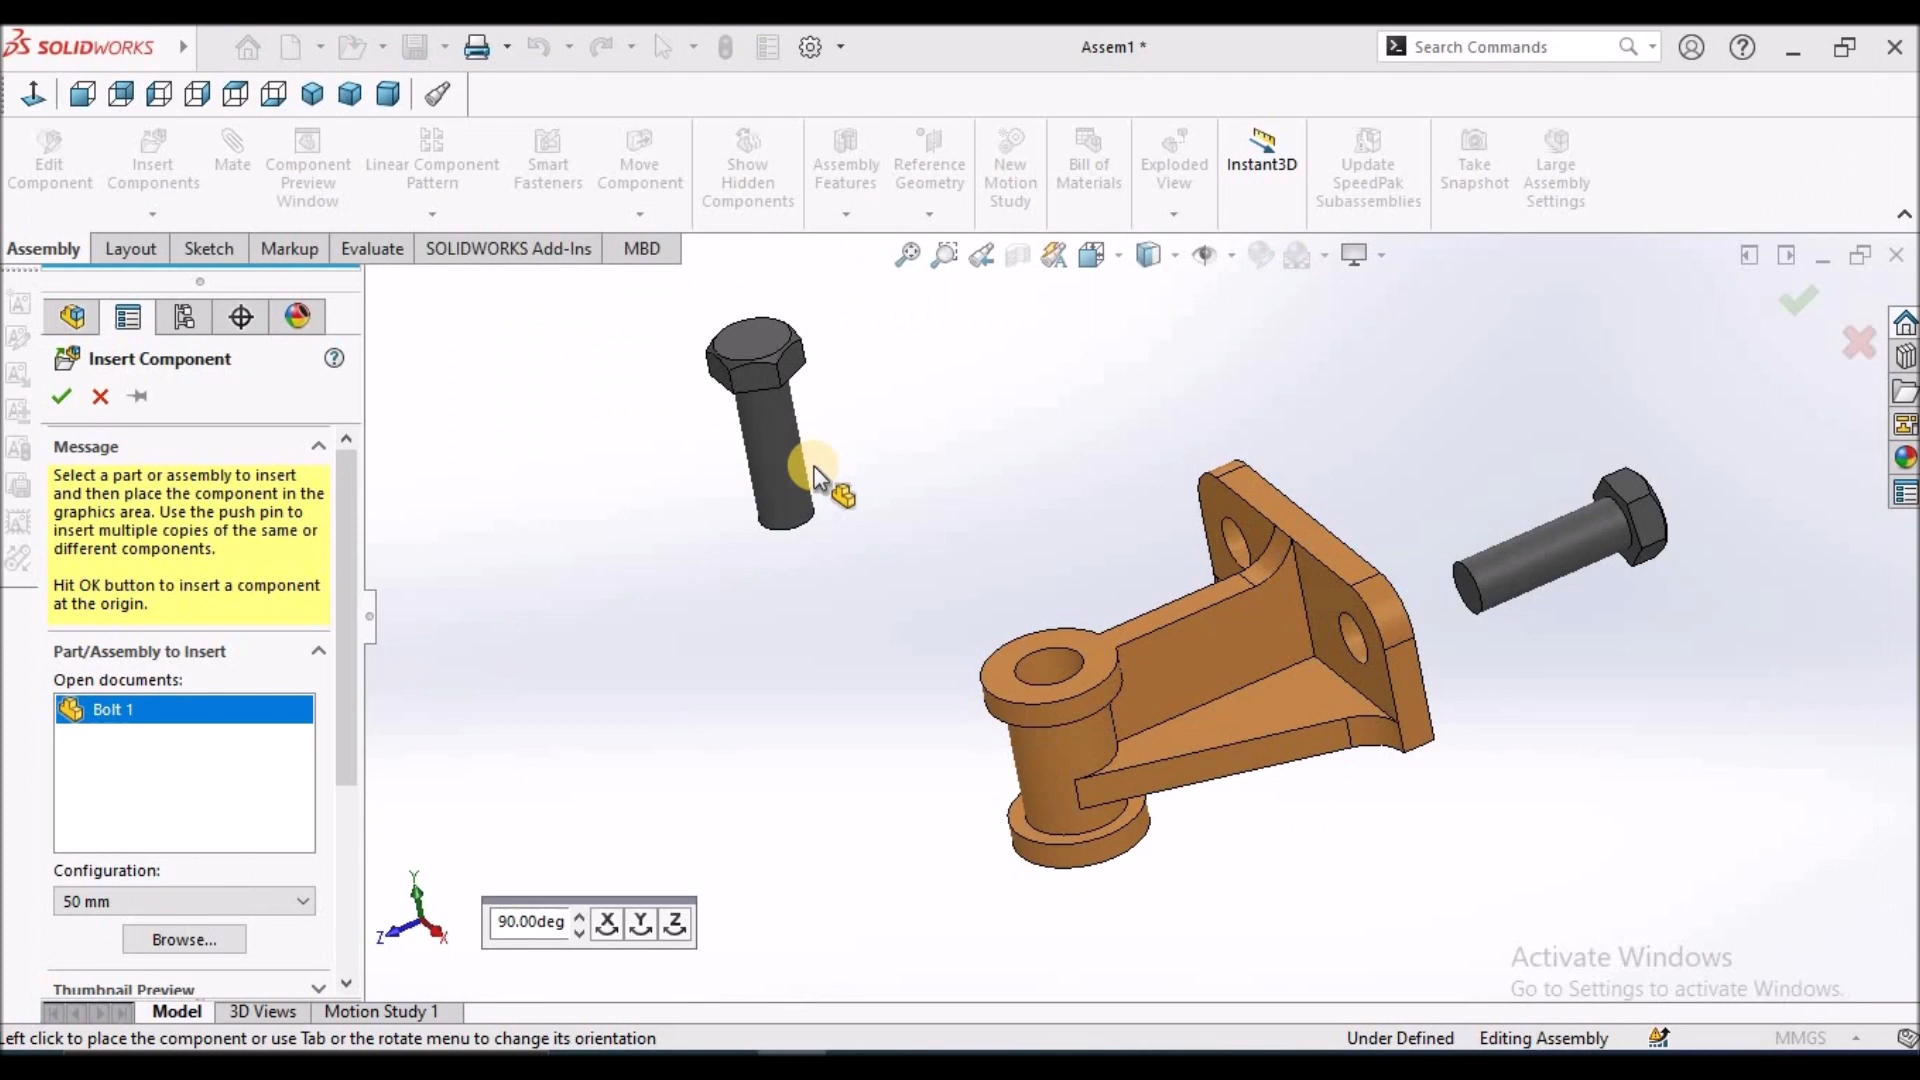 SOLIDWORKS
Assem1 *
Search Commands
Edit Component
Insert Components
Mate
Component Preview Window
Linear Component Pattern
Smart Fasteners
Move Component
Show Hidden Components
Assembly Features
Reference Geometry
New Motion Study
Bill of Materials
Exploded View
Instant3D
Update SpeedPak Subassemblies
Take Snapshot
Large Assembly Settings
Assembly
Layout
Sketch
Markup
Evaluate
SOLIDWORKS Add-Ins
MBD
Insert Component
Message
Select a part or assembly to insert
and then place the component in the
graphics area. Use the push pin to
insert multiple copies of the same or
different components.
Hit OK button to insert a component
at the origin.
Part/Assembly to Insert
Open documents:
Bolt 1
Configuration:
50 mm
Browse...
Thumbnail Preview
Y
Z
X
90.00deg
X
Y
Z
Activate Windows
Go to Settings to activate Windows.
Model
3D Views
Motion Study 1
Left click to place the component or use Tab or the rotate menu to change its orientation
Under Defined
Editing Assembly
MMGS